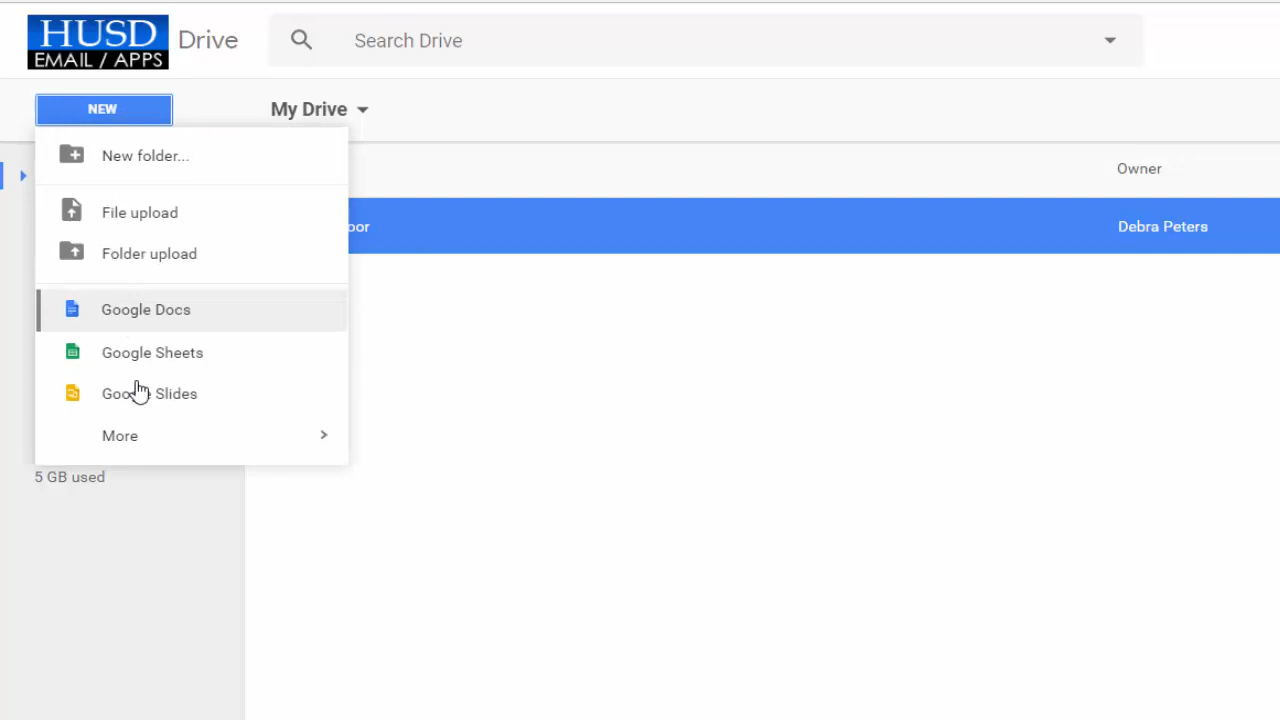 HUSD
EMAIL / APPS
Drive
Search Drive
NEW
My Drive
New folder...
Owner
File upload
Debra Peters
Folder upload
Google Docs
Google Sheets
Google Slides
More
5 GB used